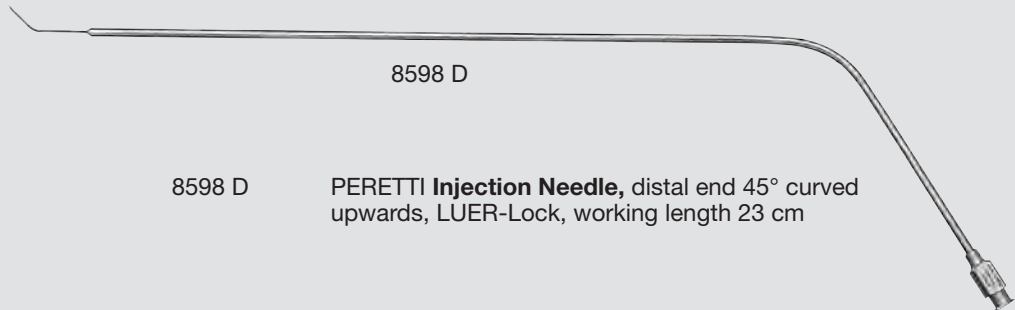 8598 D
8598 D PERETTI Injection Needle, distal end 45° curved
upwards, LUER-Lock, working length 23 cm